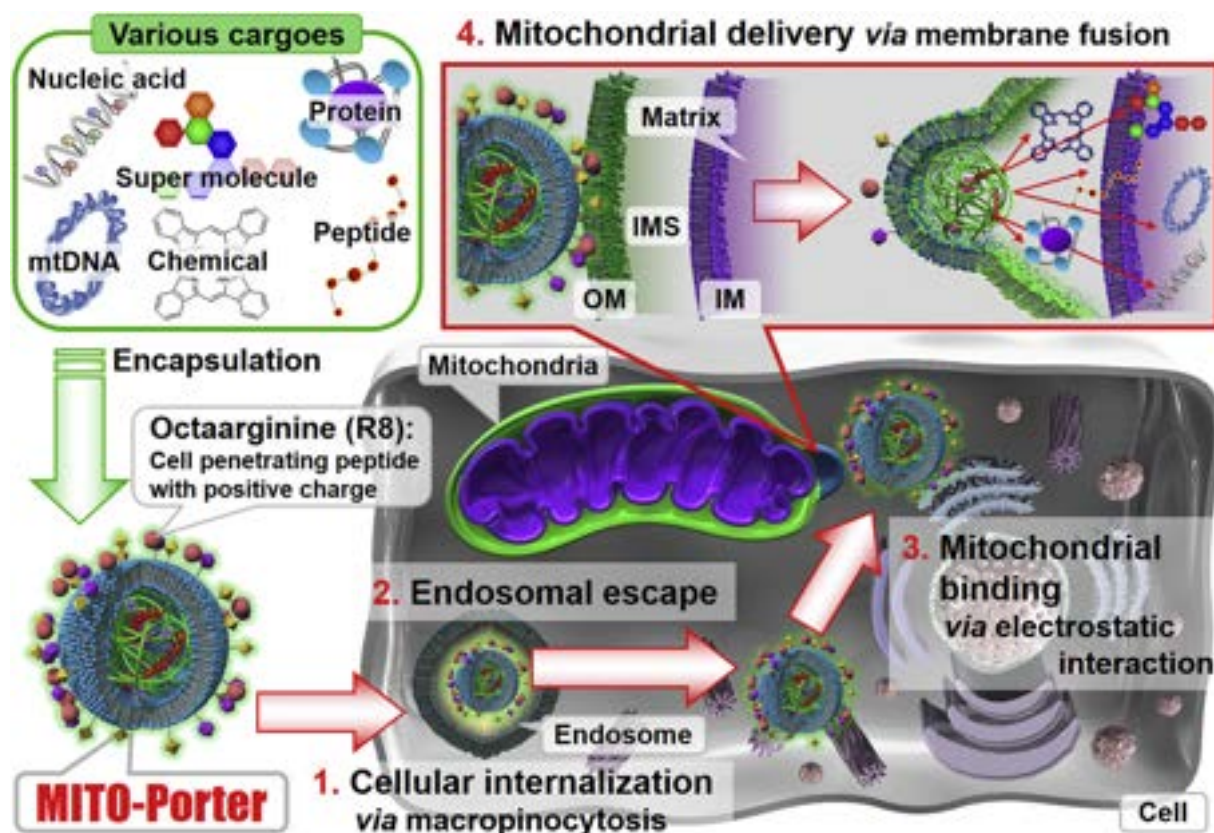 Various cargoes
Nucleic acid
Protein
Super molecule
mtDNA
Chemical
Peptide
4. Mitochondrial delivery via membrane fusion
Matrix
IMS
OM
IM
Encapsulation
Octaarginine (R8):
Cell penetrating peptide
with positive charge
MITO-Porter
Mitochondria
1. Cellular internalization
via macropinocytosis
2. Endosomal escape
Endosome
3. Mitochondrial
binding
via electrostatic
interaction
Cell